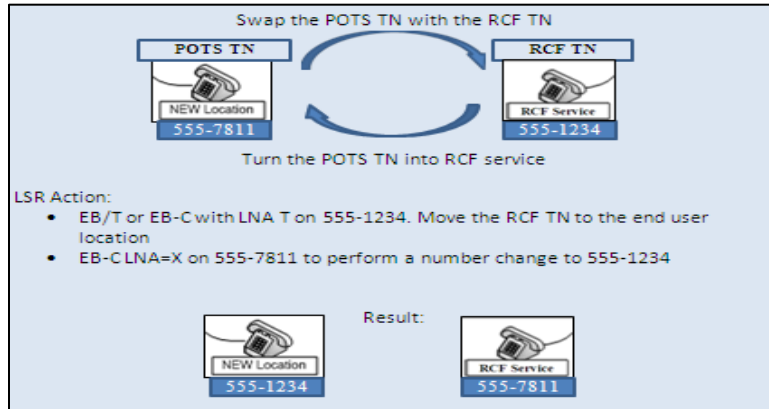 Swap the POTS TN with the RCF TN
POTS TN
RCF TN
NEW Location
RCF Service
555-7811
555-1234
Turn the POTS TN into RCF service
LSR Action:
• EB/T or EB-C with LNA T on 555-1234. Move the RCF TN to the end user
location
• EB-C LNA=X on 555-7811 to perform a number change to 555-1234
Result:
NEW Location
RCF Service
555-1234
555-7811